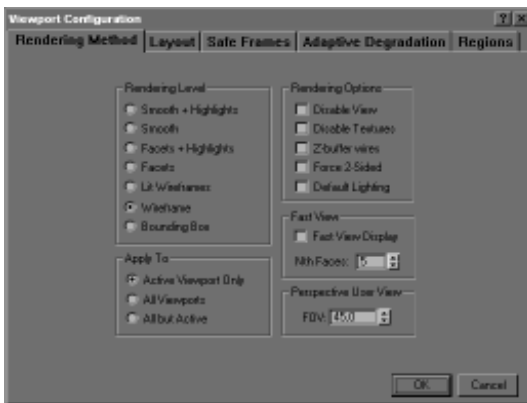 Viewport Configuration
Rendering Method Layout Safe Frames Adaptive Degradation Regions
Rendering Level
Smooth + Highlights
Smooth
Facets + Highlights
Facets
Lit Wireframes
Wireframe
Bounding Box
Apply To
Active Viewport Only
All Viewports
All but Active
Rendering Options
Disable View
Disable Textures
Z-buffer wires
Force 2-Sided
Default Lighting
Fast View
Fast View Display
Nth Faces: 5
Perspective User View
FOV: 45.0
OK Cancel